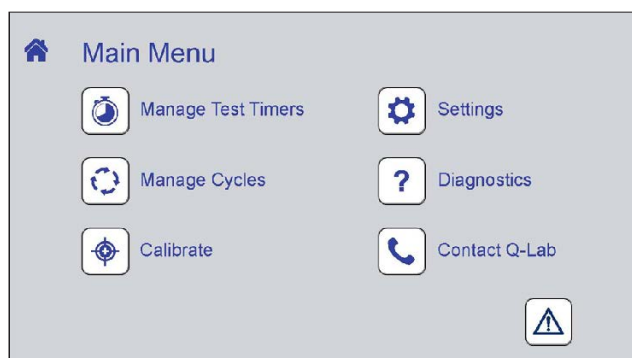 Main Menu
Manage Test Timers
Settings
Manage Cycles
?
Diagnostics
Calibrate
Contact Q-Lab